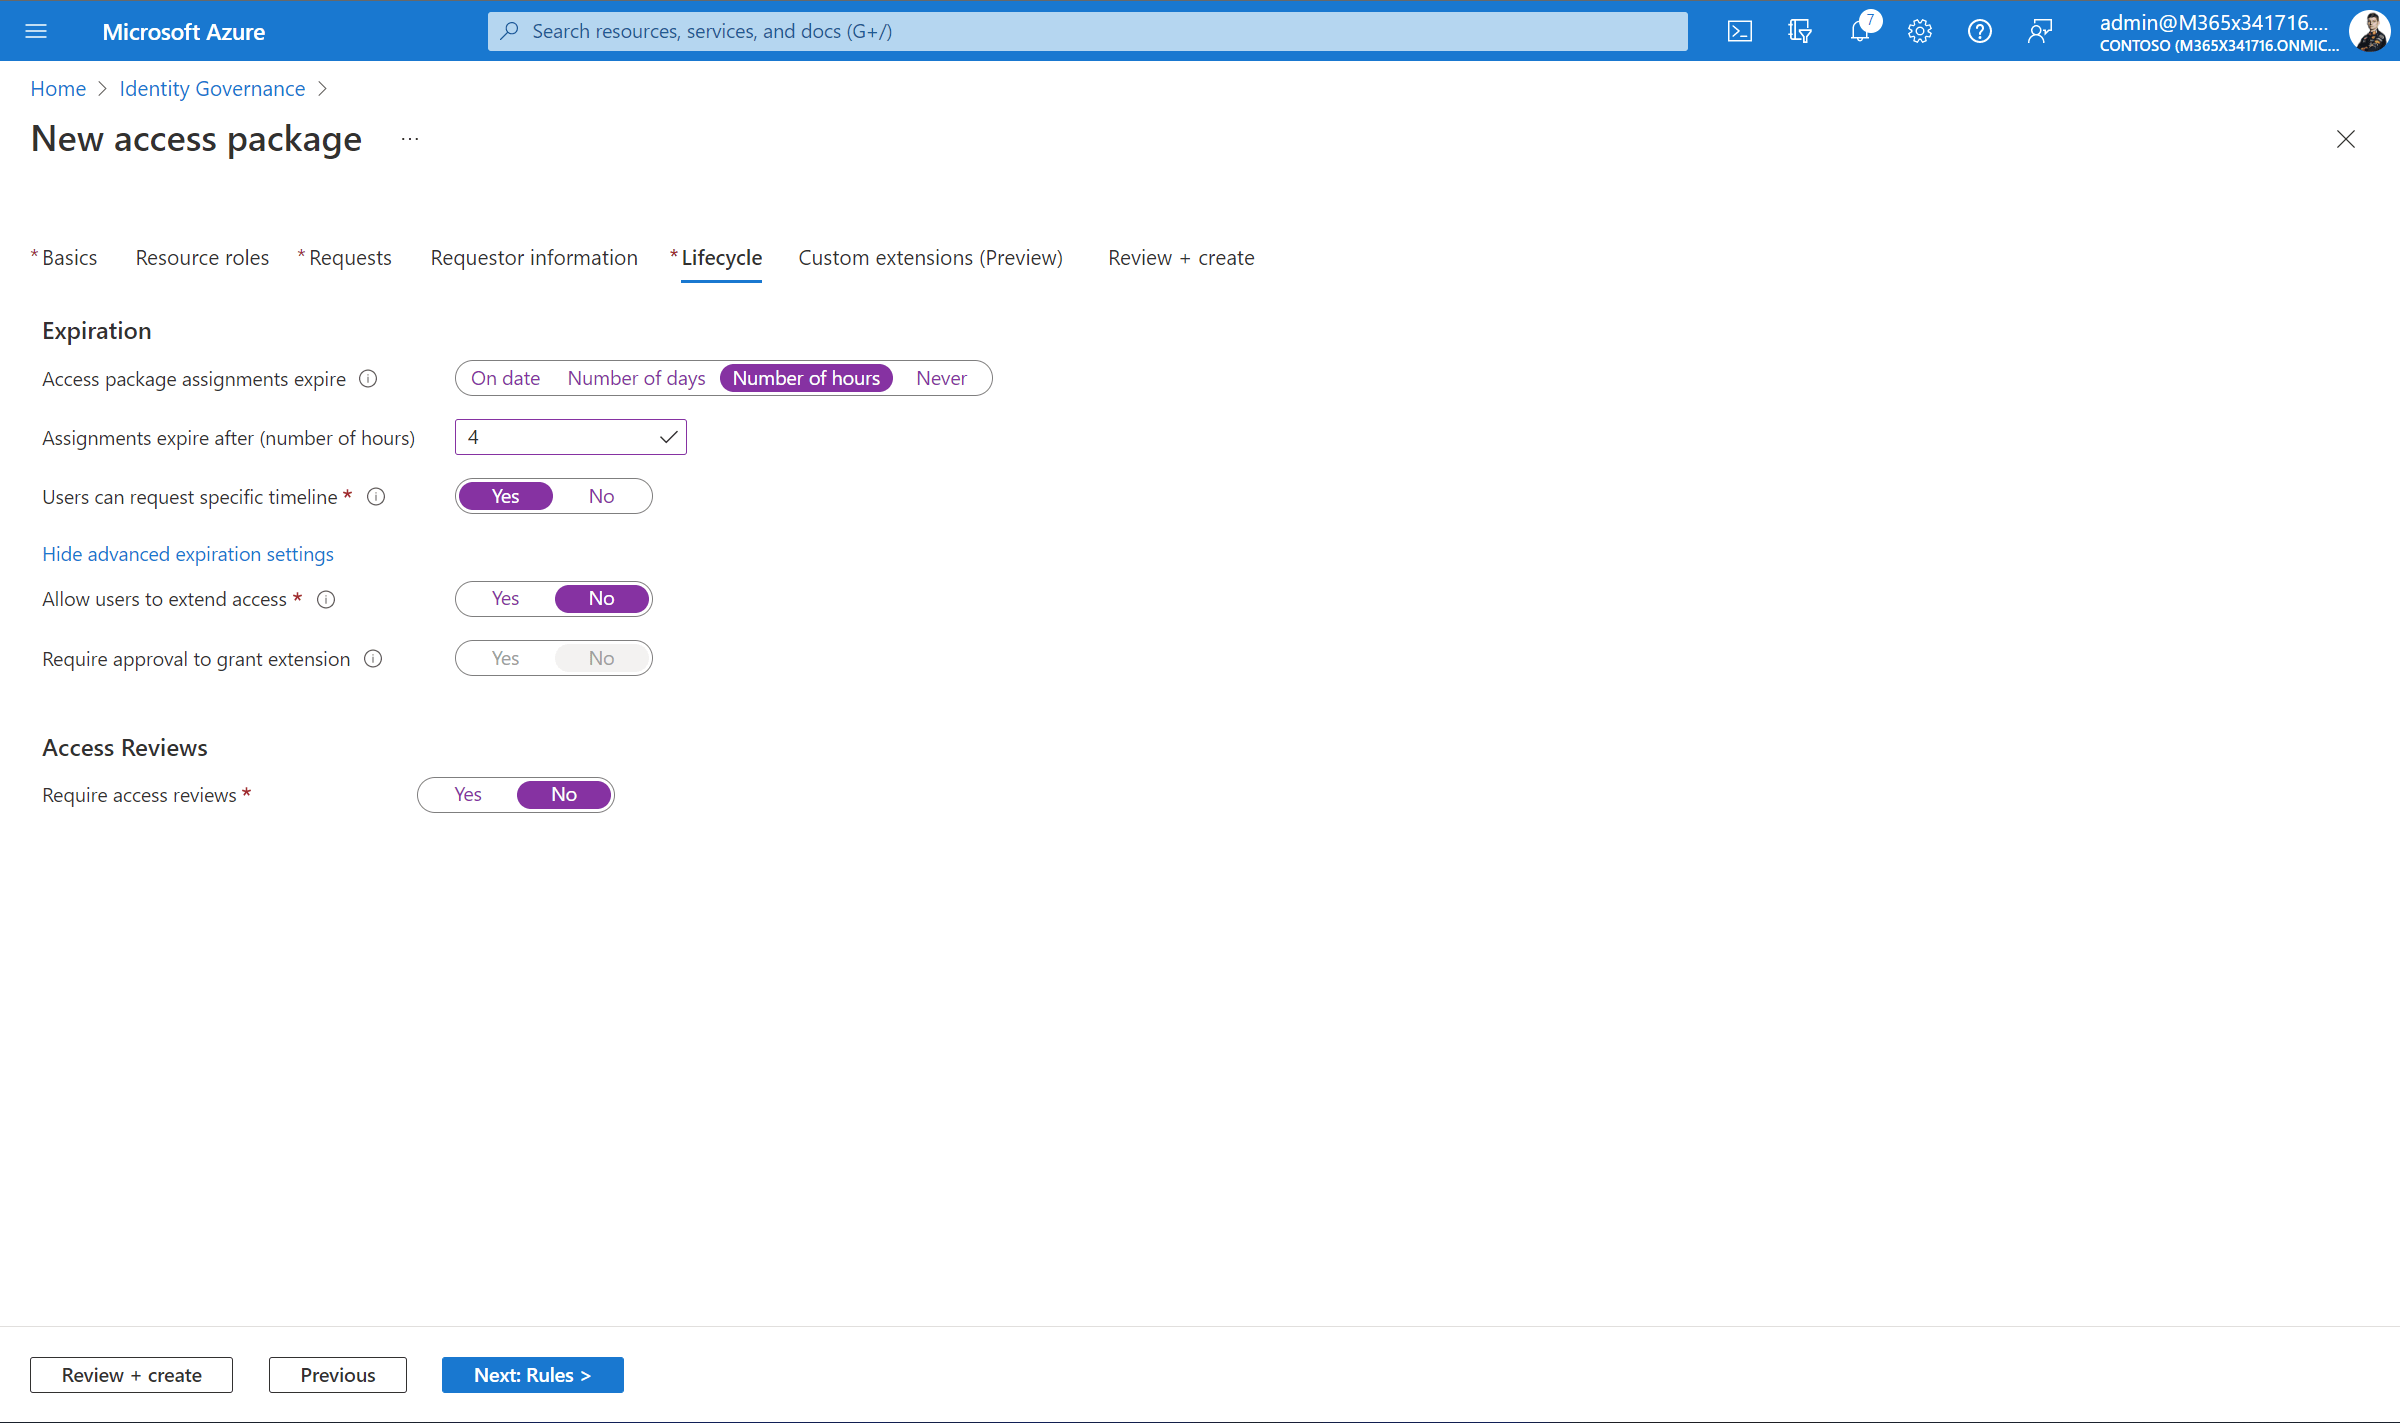 Microsoft Azure
Search resources, services, and docs (G+/)
7
admin@M365x341716....
CONTOSO (M365X341716.ONMIC...
Home > Identity Governance >
New access package ...
* Basics Resource roles * Requests Requestor information * Lifecycle Custom extensions (Preview) Review + create
Expiration
Access package assignments expire On date Number of days Number of hours Never
Assignments expire after (number of hours) 4
Users can request specific timeline * Yes No
Hide advanced expiration settings
Allow users to extend access * Yes No
Require approval to grant extension Yes No
Access Reviews
Require access reviews * Yes No
Review + create Previous Next: Rules >